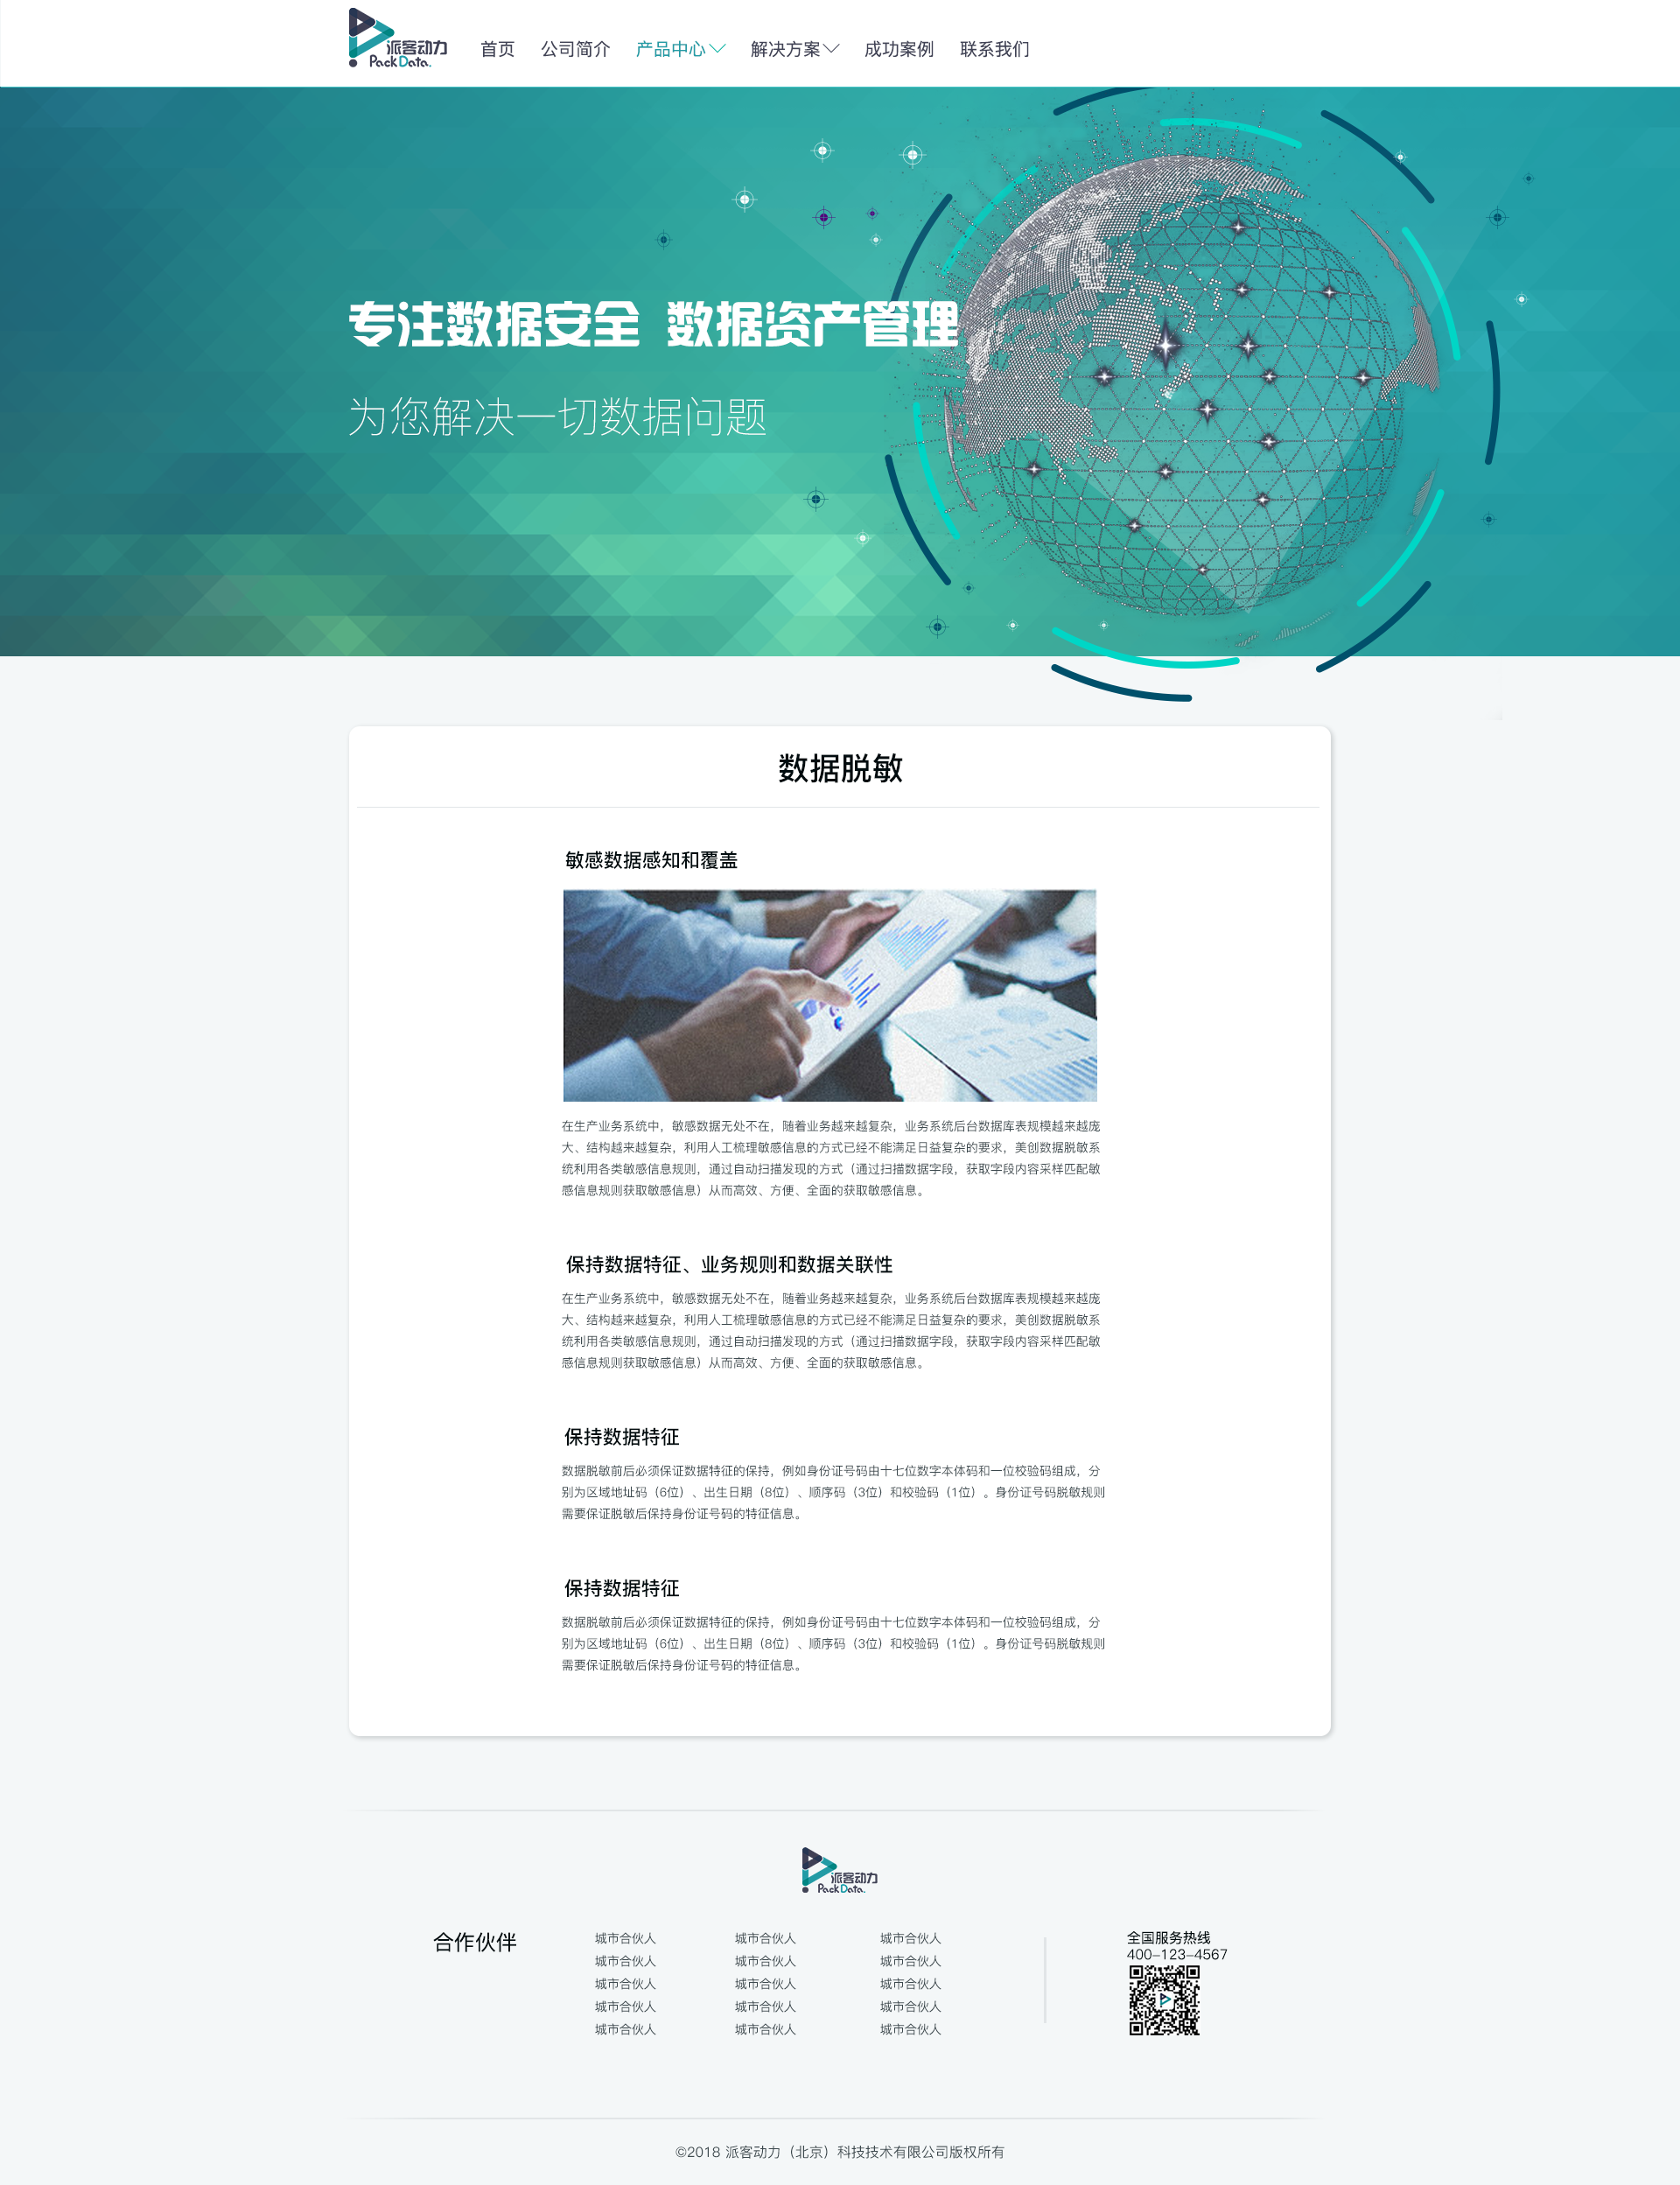 派客动力
PackData.
首页 公司简介 产品中心 解决方案 成功案例 联系我们
专注数据安全 数据资产管理
为您解决一切数据问题
数据脱敏
敏感数据感知和覆盖
在生产业务系统中，敏感数据无处不在，随着业务越来越复杂，业务系统后台数据库表规模越来越庞
大、结构越来越复杂，利用人工梳理敏感信息的方式已经不能满足日益复杂的要求，美创数据脱敏系
统利用各类敏感信息规则，通过自动扫描发现的方式（通过扫描数据字段，获取字段内容采样匹配敏
感信息规则获取敏感信息）从而高效、方便、全面的获取敏感信息。
保持数据特征、业务规则和数据关联性
在生产业务系统中，敏感数据无处不在，随着业务越来越复杂，业务系统后台数据库表规模越来越庞
大、结构越来越复杂，利用人工梳理敏感信息的方式已经不能满足日益复杂的要求，美创数据脱敏系
统利用各类敏感信息规则，通过自动扫描发现的方式（通过扫描数据字段，获取字段内容采样匹配敏
感信息规则获取敏感信息）从而高效、方便、全面的获取敏感信息。
保持数据特征
数据脱敏前后必须保证数据特征的保持，例如身份证号码由十七位数字本体码和一位校验码组成，分
别为区域地址码（6位）、出生日期（8位）、顺序码（3位）和校验码（1位）。身份证号码脱敏规则
需要保证脱敏后保持身份证号码的特征信息。
保持数据特征
数据脱敏前后必须保证数据特征的保持，例如身份证号码由十七位数字本体码和一位校验码组成，分
别为区域地址码（6位）、出生日期（8位）、顺序码（3位）和校验码（1位）。身份证号码脱敏规则
需要保证脱敏后保持身份证号码的特征信息。
派客动力
PackData.
合作伙伴
城市合伙人 城市合伙人 城市合伙人
城市合伙人 城市合伙人 城市合伙人
城市合伙人 城市合伙人 城市合伙人
城市合伙人 城市合伙人 城市合伙人
城市合伙人 城市合伙人 城市合伙人
全国服务热线
400-123-4567
©2018 派客动力（北京）科技技术有限公司版权所有